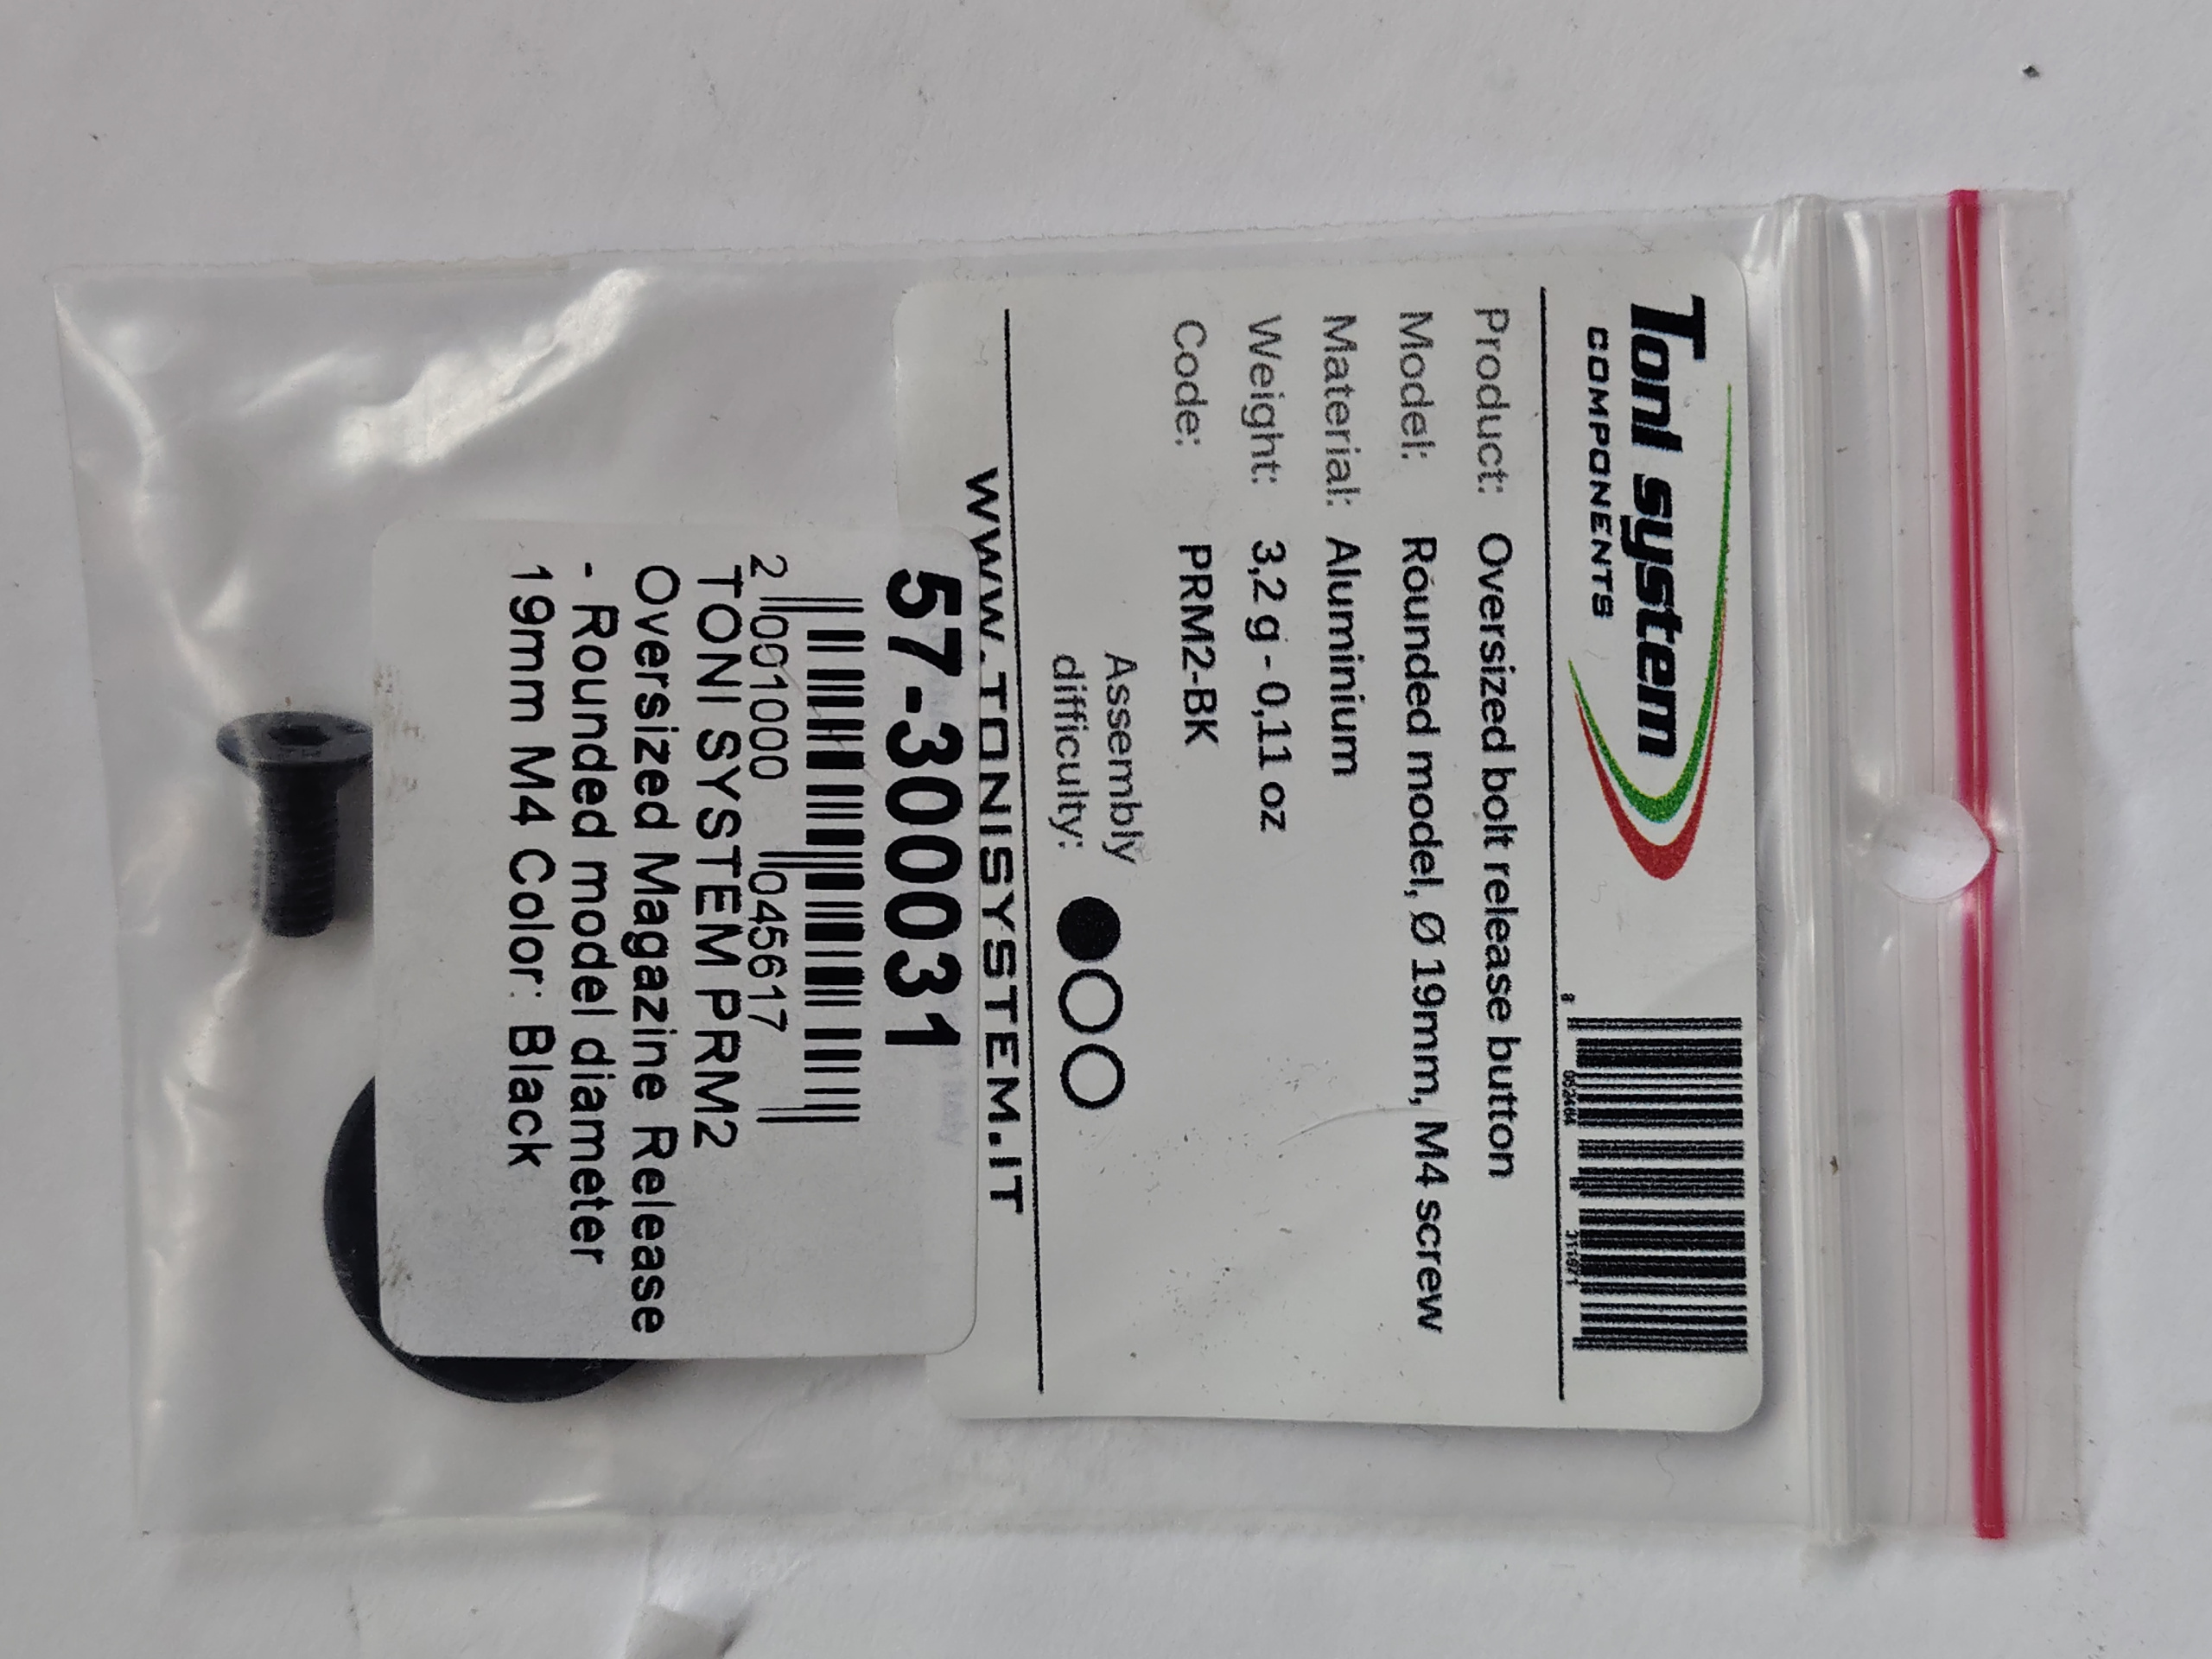 Toni system
COMPONENTS
Product: Oversized bolt release button
Model: Rounded model, Ø 19mm, M4 screw
Material: Aluminium
Weight: 3,2 g - 0,11 oz
Code: PRM2-BK
Assembly
difficulty:
WWW.TONISYSTEM.IT
57-300031
2 001000 045617
TONI SYSTEM PRM2
Oversized Magazine Release
- Rounded model diameter
19mm M4 Color: Black